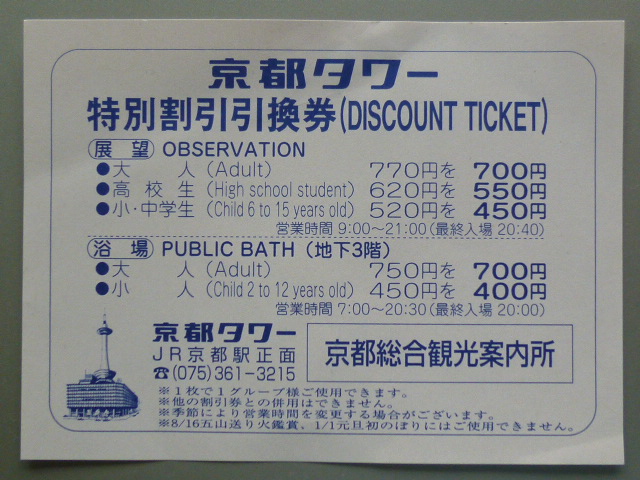 京都タワー
特別割引引換券(DISCOUNT TICKET)
展望 OBSERVATION
●大人(Adult) 770円を 700円
●高校生(High school student) 620円を 550円
●小・中学生(Child 6 to 15 years old) 520円を 450円
営業時間 9:00~21:00(最終入場 20:40)
浴場 PUBLIC BATH(地下3階)
●大人(Adult) 750円を 700円
●小人(Child 2 to 12 years old) 450円を 400円
営業時間 7:00~20:30(最終入場 20:00)
京都タワー
JR京都駅正面
☎(075)361-3215
京都総合観光案内所
※1枚で1グループ様ご使用できます。
※他の割引券との併用はできません。
※季節により営業時間を変更する場合がございます。
※8/16五山送り火鑑賞、1/1元旦初のぼりにはご使用できません。